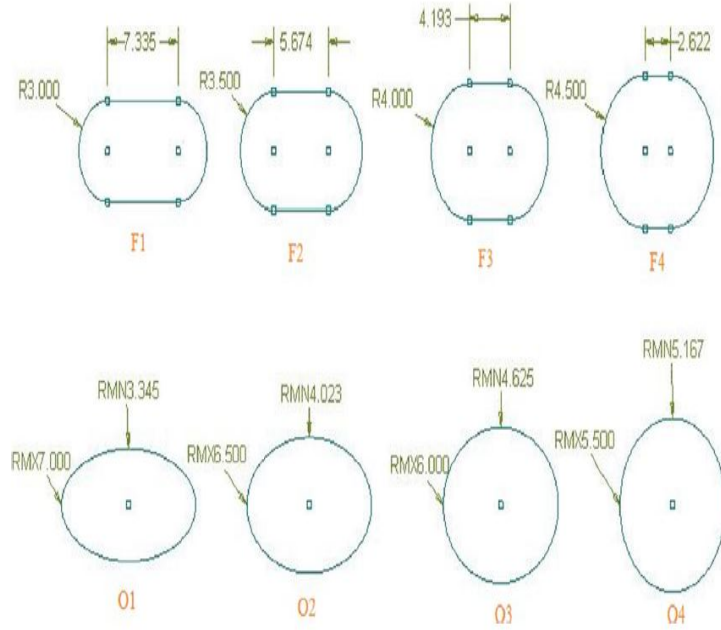 7.335
5.674
4.193
2.622
R3.000
R3.500
R4.000
R4.500
F1
F2
F3
F4
RMN3.345
RMN4.023
RMN4.625
RMN5.167
RMX7.000
RMX6.500
RMX6.000
RMX5.500
O1
O2
O3
O4